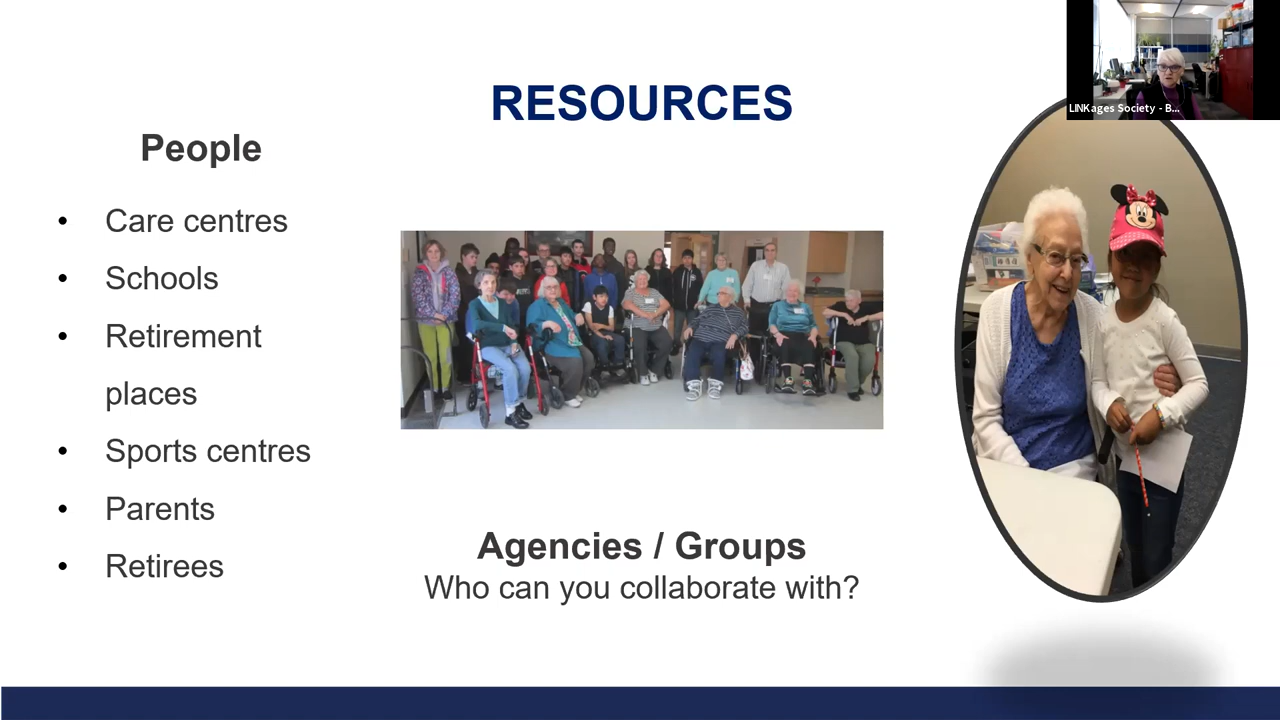 RESOURCES
LINKages Society - B...
People
• Care centres
• Schools
• Retirement
places
• Sports centres
• Parents
• Retirees
Agencies / Groups
Who can you collaborate with?